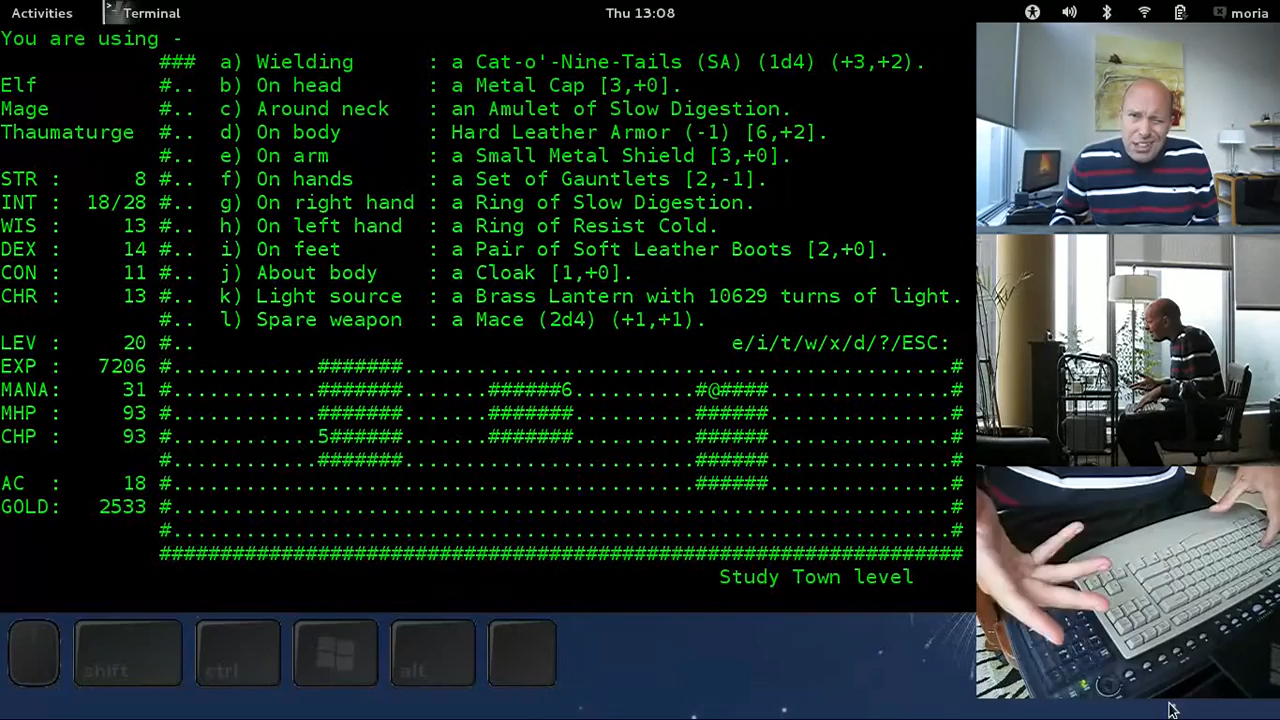 Activities Terminal Thu 13:08 moria
You are using -
### a) Wielding : a Cat-o'-Nine-Tails (SA) (1d4) (+3,+2).
Elf #.. b) On head : a Metal Cap [3,+0].
Mage #.. c) Around neck : an Amulet of Slow Digestion.
Thaumaturge #.. d) On body : Hard Leather Armor (-1) [6,+2].
#.. e) On arm : a Small Metal Shield [3,+0].
STR : 8 #.. f) On hands : a Set of Gauntlets [2,-1].
INT : 18/28 #.. g) On right hand : a Ring of Slow Digestion.
WIS : 13 #.. h) On left hand : a Ring of Resist Cold.
DEX : 14 #.. i) On feet : a Pair of Soft Leather Boots [2,+0].
CON : 11 #.. j) About body : a Cloak [1,+0].
CHR : 13 #.. k) Light source : a Brass Lantern with 10629 turns of light.
#.. l) Spare weapon : a Mace (2d4) (+1,+1).
LEV : 20 #.. e/i/t/w/x/d/?/ESC:
EXP : 7206 #............#######.............................................#
MANA: 31 #............#######.......######6..........#@####...............#
MHP : 93 #............#######.......#######..........######...............#
CHP : 93 #............5######.......#######..........######...............#
#............#######........................######...............#
AC : 18 #...........................................######...............#
GOLD: 2533 #................................................................#
#................................................................#
##################################################################
Study Town level
shift ctrl alt